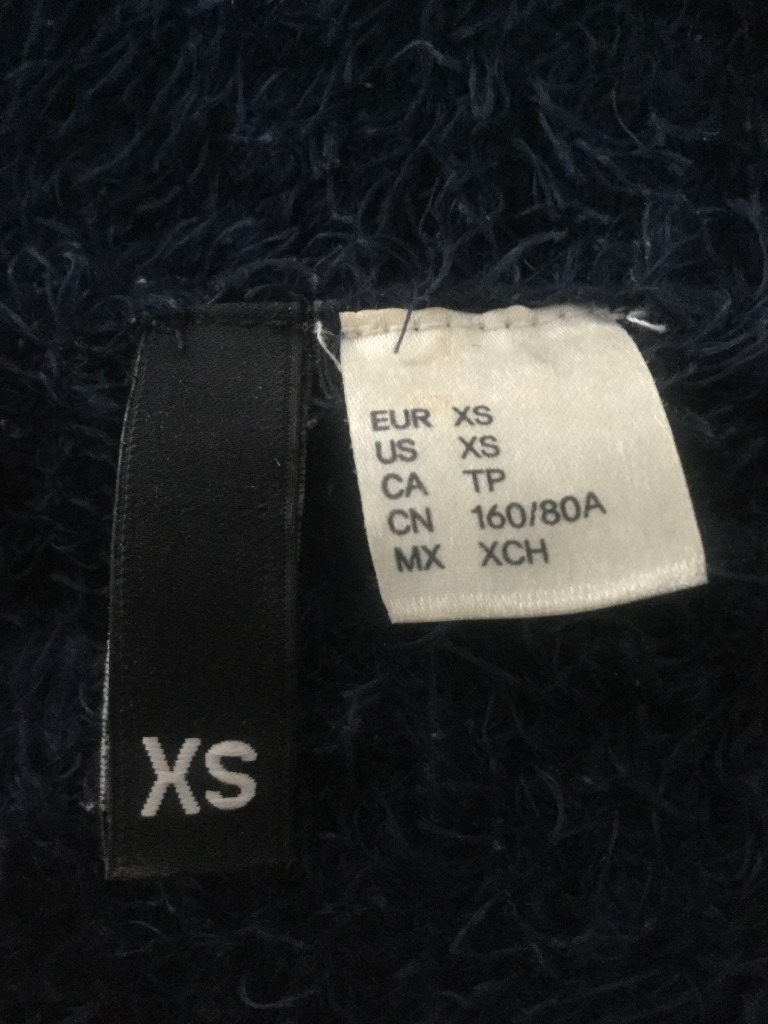 EUR XS
US XS
CA TP
CN 160/80A
MX XCH
XS